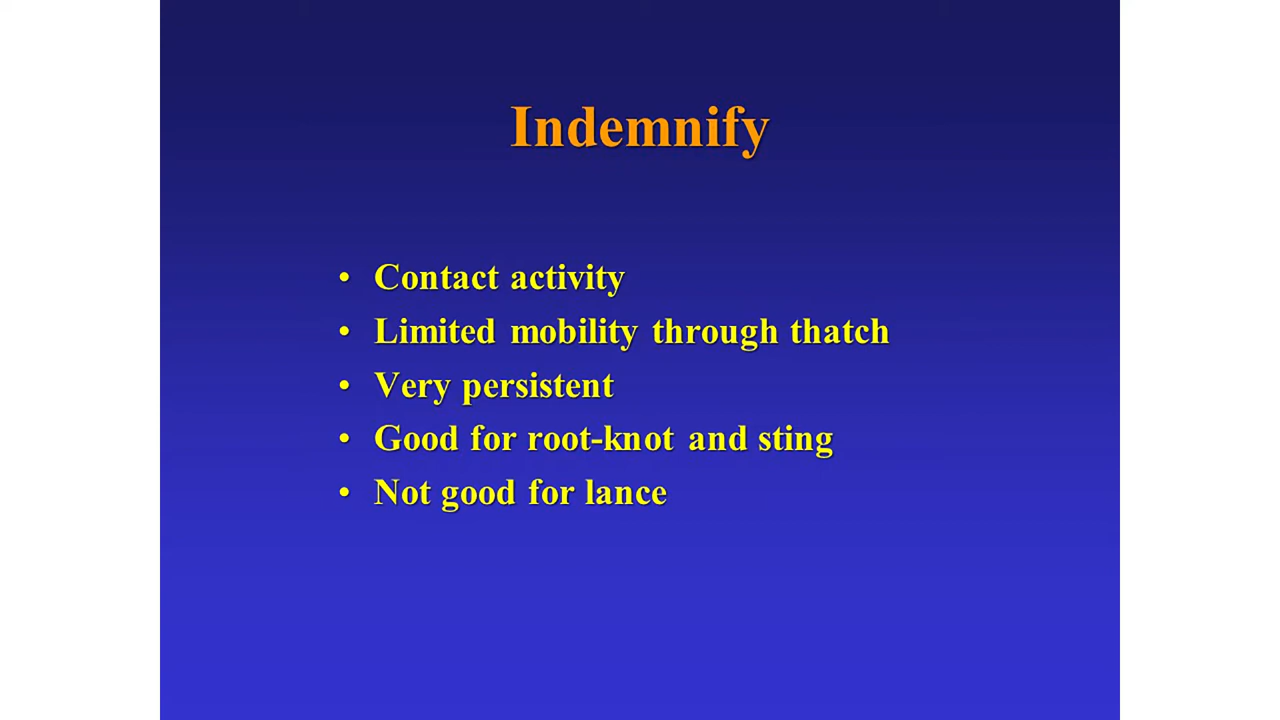 Indemnify
• Contact activity
• Limited mobility through thatch
• Very persistent
• Good for root-knot and sting
• Not good for lance